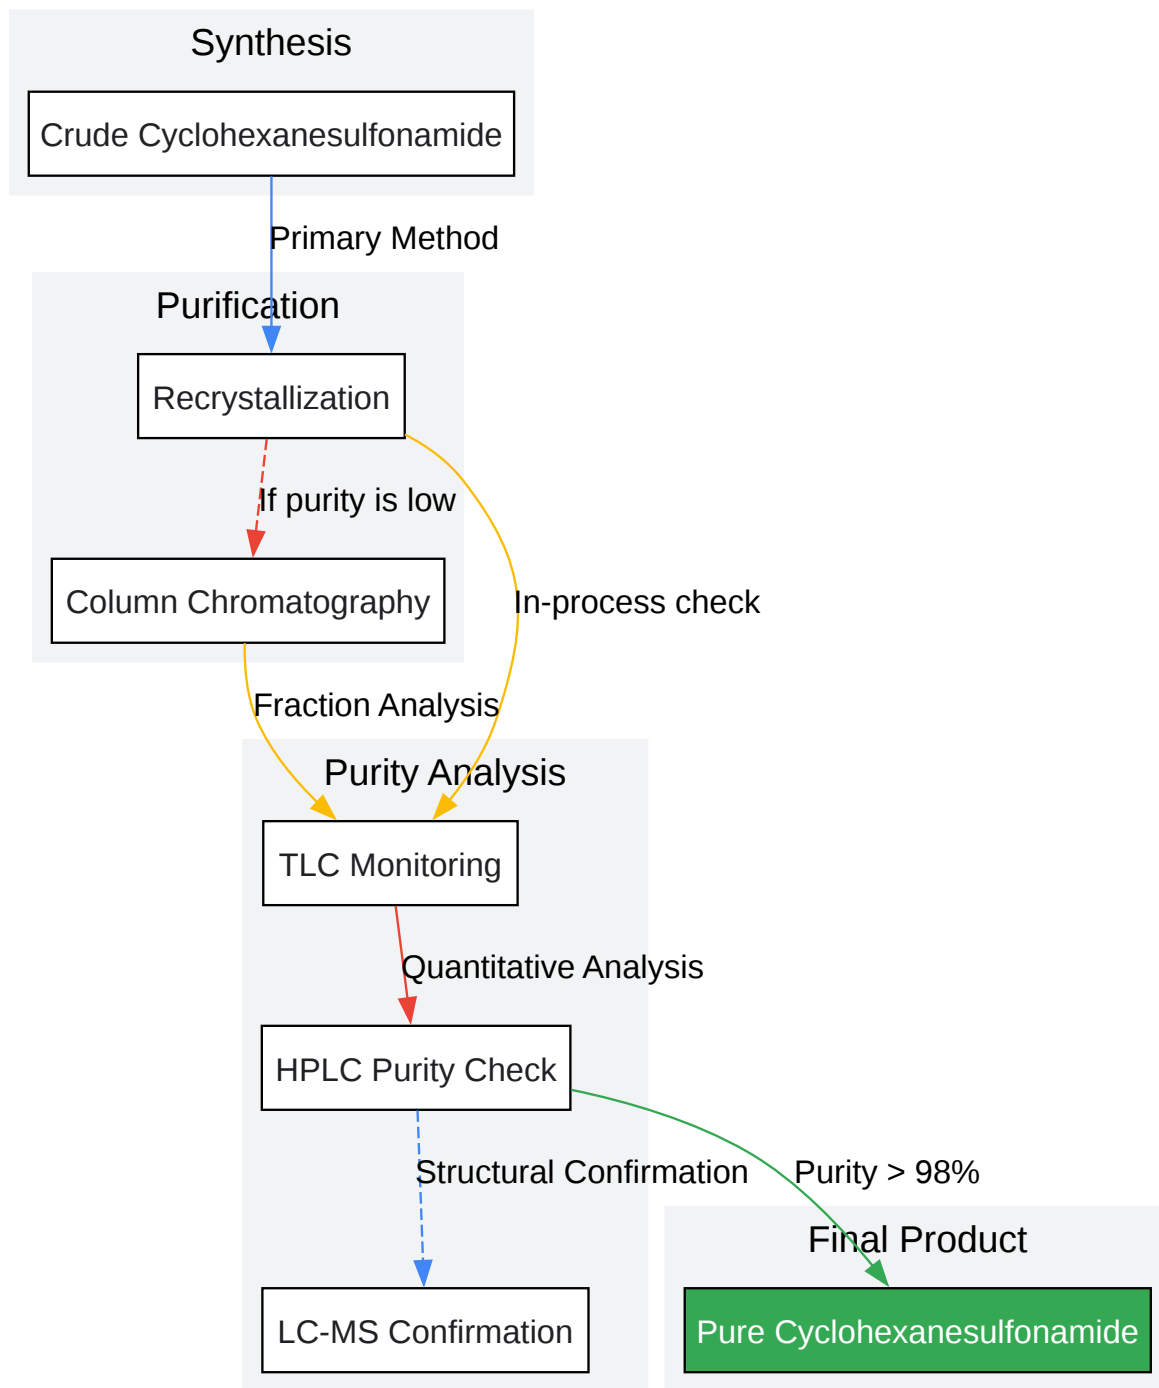 Synthesis
Crude Cyclohexanesulfonamide
Primary Method
Purification
Recrystallization
If purity is low
Column Chromatography
In-process check
Fraction Analysis
Purity Analysis
TLC Monitoring
Quantitative Analysis
HPLC Purity Check
Structural Confirmation
Purity > 98%
Final Product
LC-MS Confirmation
Pure Cyclohexanesulfonamide